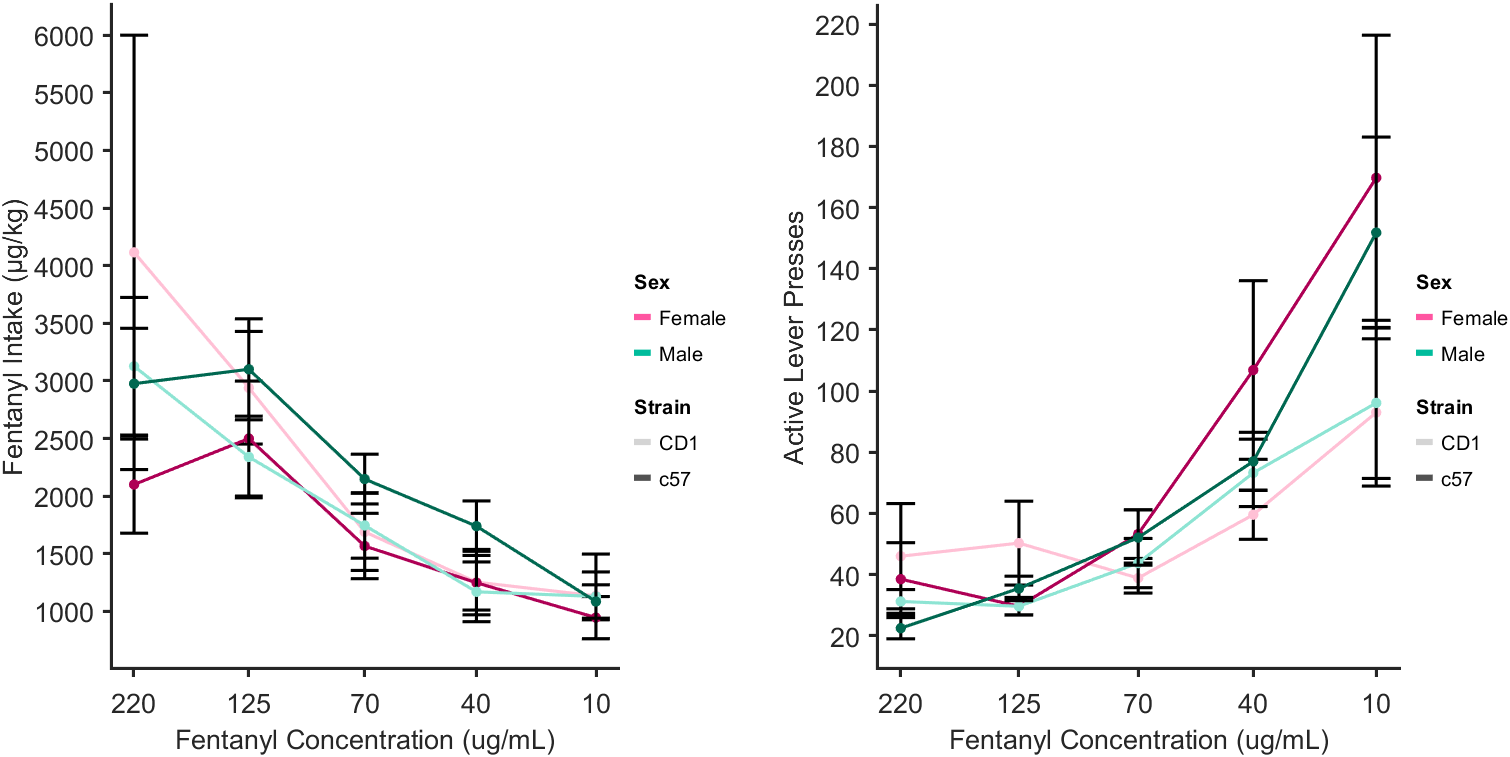 6000
5500
5000
4500
4000
3500
3000
2500
2000
1500
1000
Fentanyl Intake (µg/kg)
220 125 70 40 10
Fentanyl Concentration (ug/mL)
Sex
Female
Male
Strain
CD1
c57
220
200
180
160
140
120
100
80
60
40
20
Active Lever Presses
220 125 70 40 10
Fentanyl Concentration (ug/mL)
Sex
Female
Male
Strain
CD1
c57